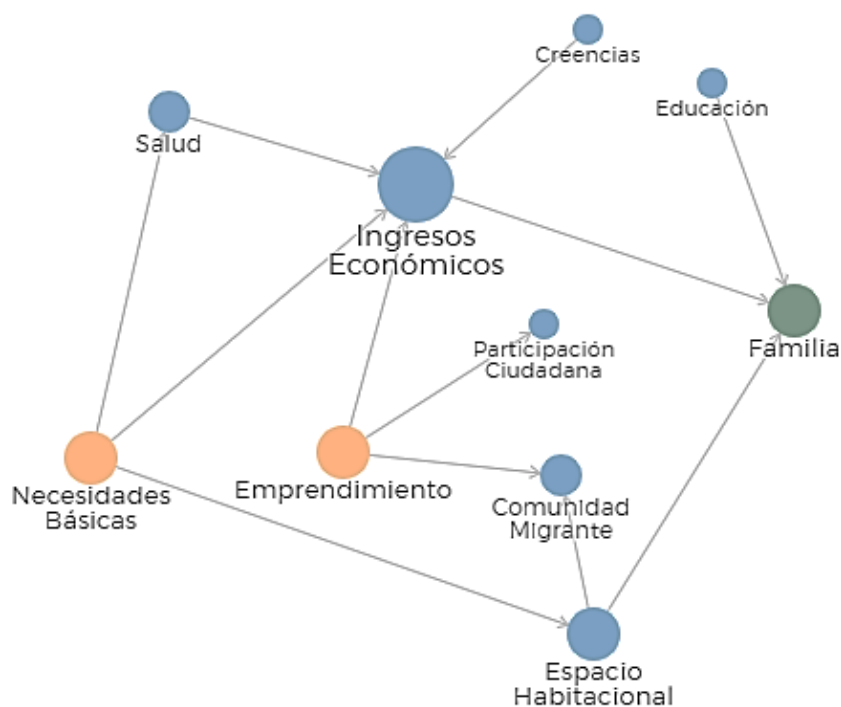 Creencias
Educación
Salud
Ingresos
Económicos
Participación
Ciudadana
Familia
Necesidades
Básicas
Emprendimiento
Comunidad
Migrante
Espacio
Habitacional